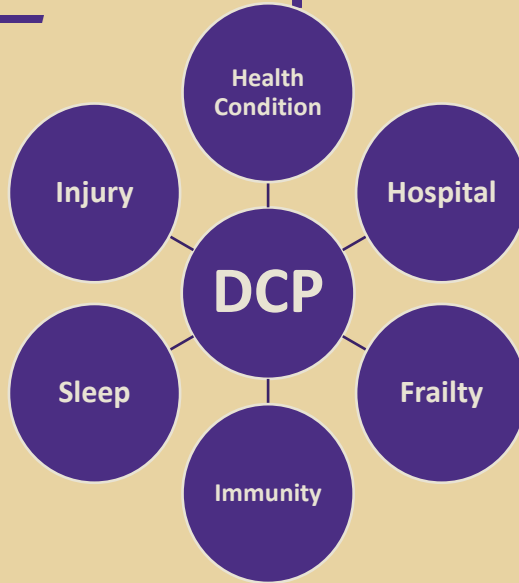 Health
Condition
Injury
Hospital
DCP
Sleep
Frailty
Immunity